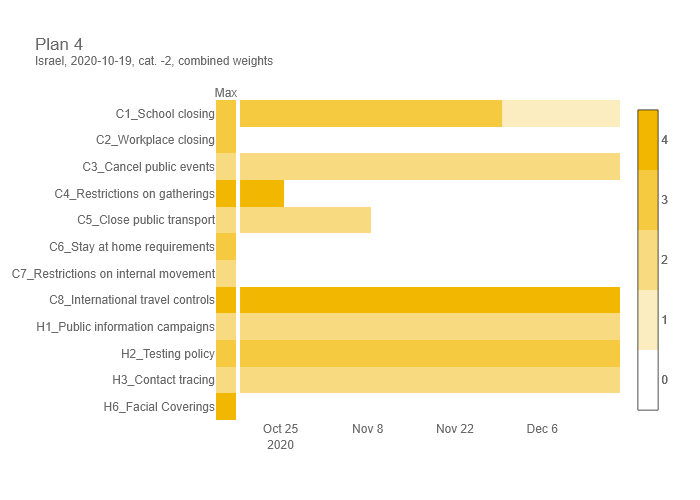 Plan 4
Israel, 2020-10-19, cat. -2, combined weights
Max
C1_School closing
C2_Workplace closing
C3_Cancel public events
C4_Restrictions on gatherings
C5_Close public transport
C6_Stay at home requirements
C7_Restrictions on internal movement
C8_International travel controls
H1_Public information campaigns
H2_Testing policy
H3_Contact tracing
H6_Facial Coverings
Oct 25
2020
Nov 8
Nov 22
Dec 6
4
3
2
1
0